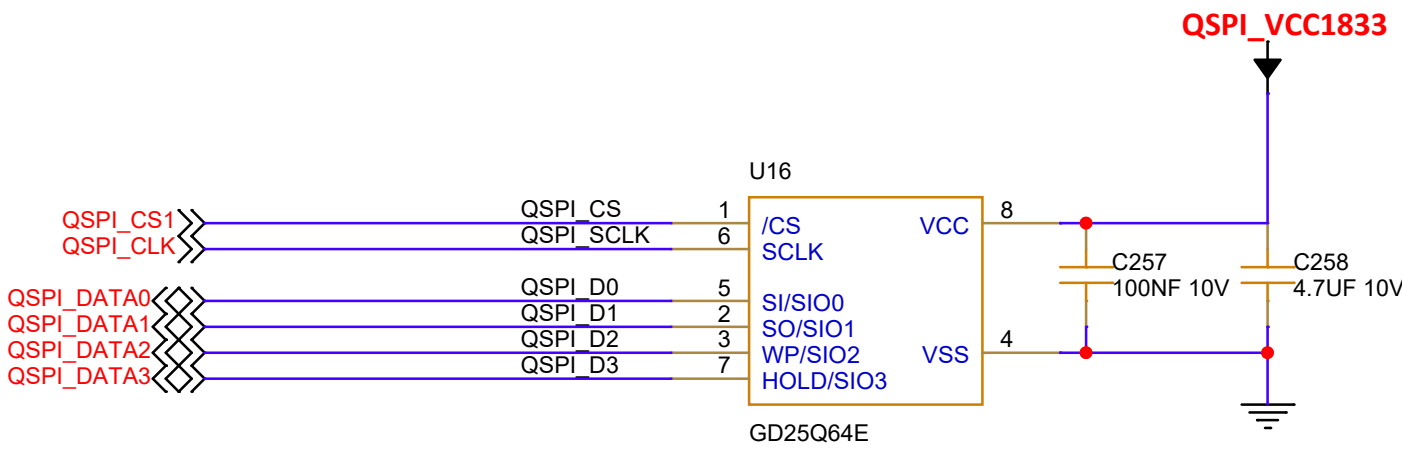 QSPI_VCC1833
U16
QSPI_CS1 QSPI_CS 1 /CS VCC 8
QSPI_CLK QSPI_SCLK 6 SCLK
C257 C258
100NF 10V 4.7UF 10V
QSPI_DATA0 QSPI_D0 5 SI/SIO0
QSPI_DATA1 QSPI_D1 2 SO/SIO1
QSPI_DATA2 QSPI_D2 3 WP/SIO2 VSS 4
QSPI_DATA3 QSPI_D3 7 HOLD/SIO3
GD25Q64E